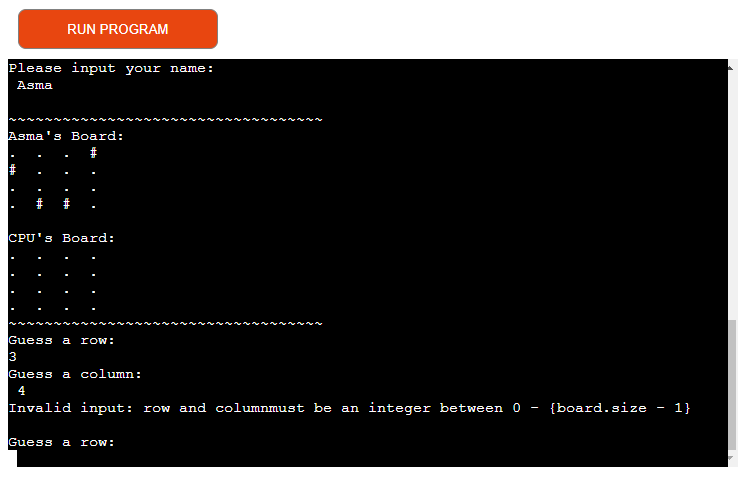 RUN PROGRAM
Please input your name:
Asma
~~~~~~~~~~~~~~~~~~~~~~~~~~~~~~~~~~~
Asma's Board:
. . . #
# . . .
. . . .
. # # .
CPU's Board:
. . . .
. . . .
. . . .
. . . .
~~~~~~~~~~~~~~~~~~~~~~~~~~~~~~~~~~~
Guess a row:
3
Guess a column:
4
Invalid input: row and columnmust be an integer between 0 - {board.size - 1}
Guess a row: